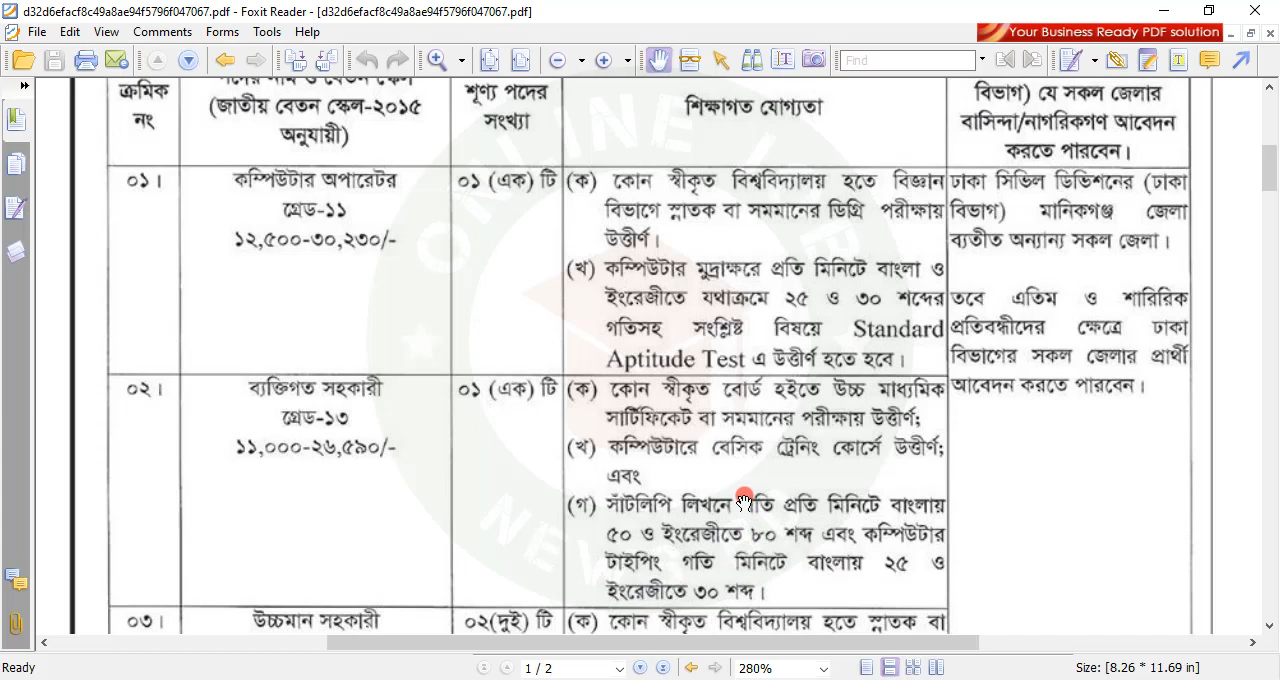 d32d6efacf8c49a8ae94f5796f047067.pdf - Foxit Reader - [d32d6efacf8c49a8ae94f5796f047067.pdf]
File Edit View Comments Forms Tools Help
Your Business Ready PDF solution
Find
ক্রমিক
নং
পদের নাম ও বেতন স্কেল
(জাতীয় বেতন স্কেল-২০১৫
অনুযায়ী)
শূণ্য পদের
সংখ্যা
শিক্ষাগত যোগ্যতা
বিভাগ) যে সকল জেলার
বাসিন্দা/নাগরিকগণ আবেদন
করতে পারবেন।
০১।
কম্পিউটার অপারেটর
গ্রেড-১১
১২,৫০০-৩০,২৩০/-
০১ (এক) টি
(ক) কোন স্বীকৃত বিশ্ববিদ্যালয় হতে বিজ্ঞান
বিভাগে স্নাতক বা সমমানের ডিগ্রি পরীক্ষায়
উত্তীর্ণ।
(খ) কম্পিউটার মুদ্রাক্ষরে প্রতি মিনিটে বাংলা ও
ইংরেজীতে যথাক্রমে ২৫ ও ৩০ শব্দের
গতিসহ সংশ্লিষ্ট বিষয়ে Standard
Aptitude Test এ উত্তীর্ণ হতে হবে।
ঢাকা সিভিল ডিভিশনের (ঢাকা
বিভাগ) মানিকগঞ্জ জেলা
ব্যতীত অন্যান্য সকল জেলা।
তবে এতিম ও শারিরিক
প্রতিবন্ধীদের ক্ষেত্রে ঢাকা
বিভাগের সকল জেলার প্রার্থী
আবেদন করতে পারবেন।
০২।
ব্যক্তিগত সহকারী
গ্রেড-১৩
১১,০০০-২৬,৫৯০/-
০১ (এক) টি
(ক) কোন স্বীকৃত বোর্ড হইতে উচ্চ মাধ্যমিক
সার্টিফিকেট বা সমমানের পরীক্ষায় উত্তীর্ণ;
(খ) কম্পিউটারে বেসিক ট্রেনিং কোর্সে উত্তীর্ণ;
এবং
(গ) সাঁটলিপি লিখনে গতি প্রতি মিনিটে বাংলায়
৫০ ও ইংরেজীতে ৮০ শব্দ এবং কম্পিউটার
টাইপিং গতি মিনিটে বাংলায় ২৫ ও
ইংরেজীতে ৩০ শব্দ।
০৩।
উচ্চমান সহকারী
০২(দুই) টি
(ক) কোন স্বীকৃত বিশ্ববিদ্যালয় হতে স্নাতক বা
Ready
1 / 2
280%
Size: [8.26 * 11.69 in]